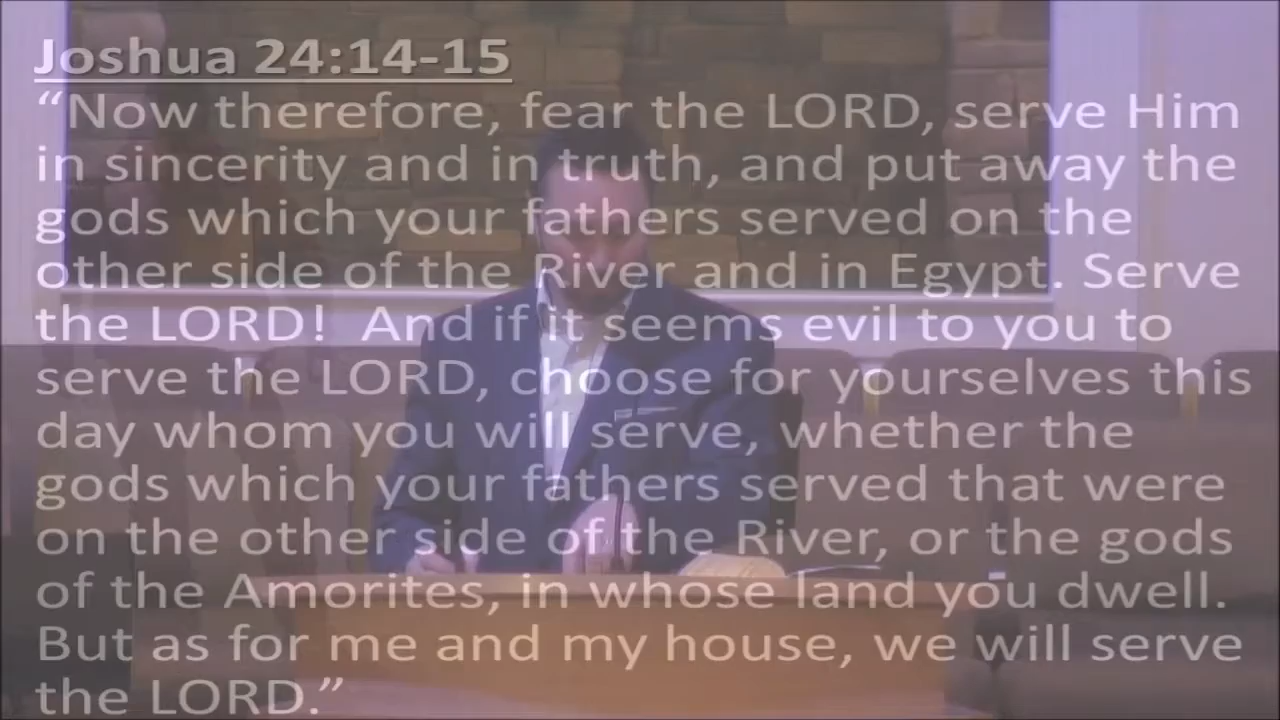 Joshua 24:14-15
“Now therefore, fear the LORD, serve Him
in sincerity and in truth, and put away the
gods which your fathers served on the
other side of the River and in Egypt. Serve
the LORD!  And if it seems evil to you to
serve the LORD, choose for yourselves this
day whom you will serve, whether the
gods which your fathers served that were
on the other side of the River, or the gods
of the Amorites, in whose land you dwell.
But as for me and my house, we will serve
the LORD.”